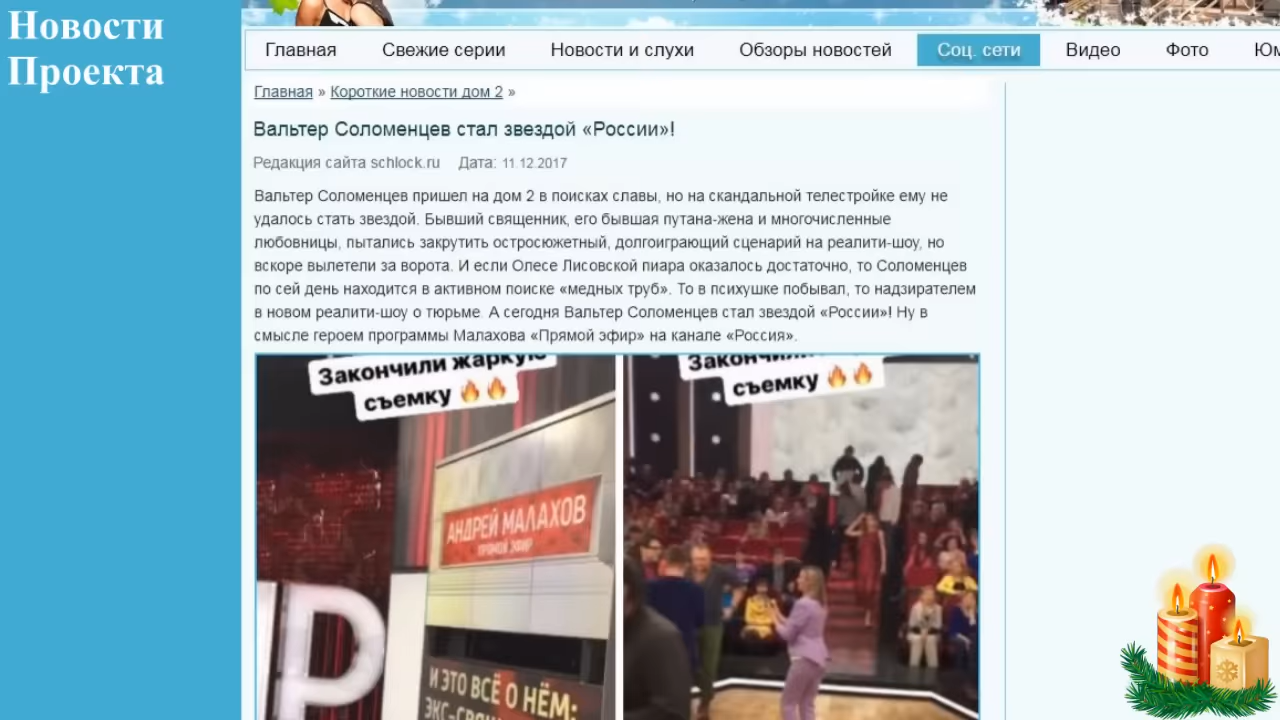 Новости
Проекта
Главная Свежие серии Новости и слухи Обзоры новостей Соц. сети Видео Фото
Главная » Короткие новости дом 2 »
Вальтер Соломенцев стал звездой «России»!
Редакция сайта schlock.ru Дата: 11.12.2017
Вальтер Соломенцев пришел на дом 2 в поисках славы, но на скандальной телестройке ему не
удалось стать звездой. Бывший священник, его бывшая путана-жена и многочисленные
любовницы, пытались закрутить остросюжетный, долгоиграющий сценарий на реалити-шоу, но
вскоре вылетели за ворота. И если Олесе Лисовской пиара оказалось достаточно, то Соломенцев
по сей день находится в активном поиске «медных труб». То в психушке побывал, то надзирателем
в новом реалити-шоу о тюрьме. А сегодня Вальтер Соломенцев стал звездой «России»! Ну в
смысле героем программы Малахова «Прямой эфир» на канале «Россия».
Закончили жаркую
съемку
Закончили
съемку
АНДРЕЙ МАЛАХОВ
ПРЯМОЙ ЭФИР
Р
И ЭТО ВСЁ О НЁМ: